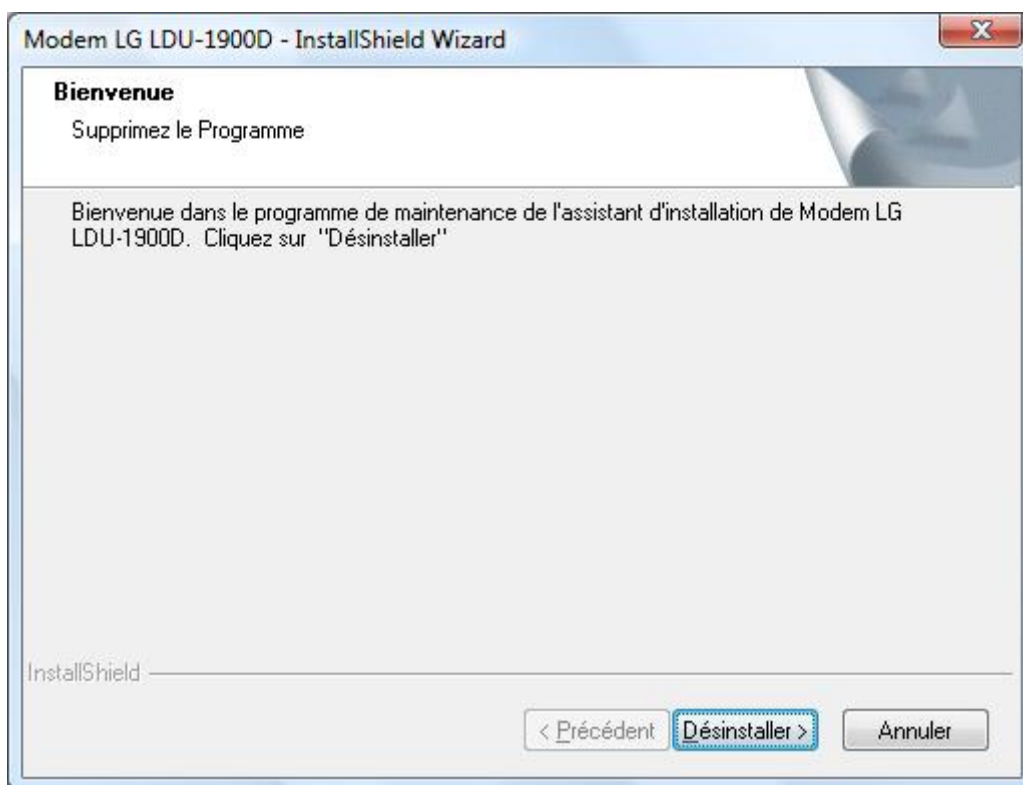 Modem LG LDU-1900D - InstallShield Wizard
Bienvenue
Supprimez le Programme
Bienvenue dans le programme de maintenance de l'assistant d'installation de Modem LG
LDU-1900D. Cliquez sur "Désinstaller"
InstallShield
< Précédent Désinstaller > Annuler